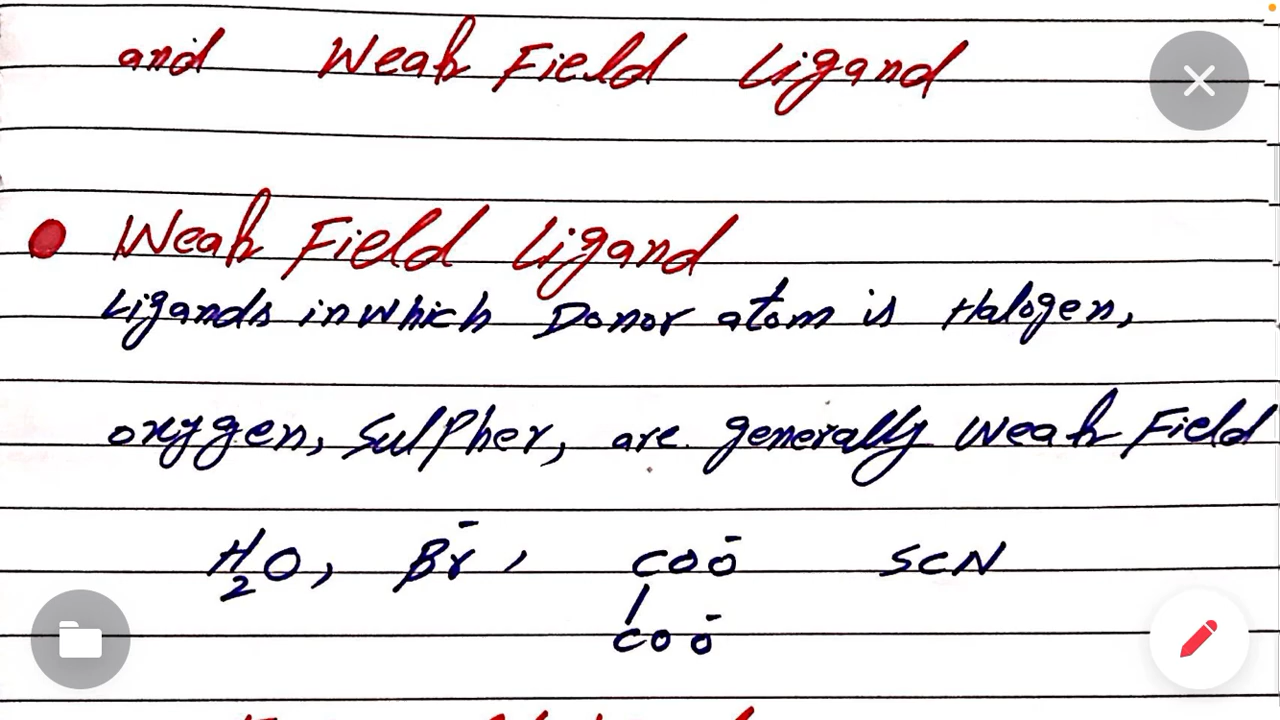 and Weak Field Ligand
Weak Field Ligand
Ligands in which Donor atom is Halogen,
oxygen, Sulpher, are generally weak Field
H2O, Br⁻, COO⁻ SCN
COO⁻